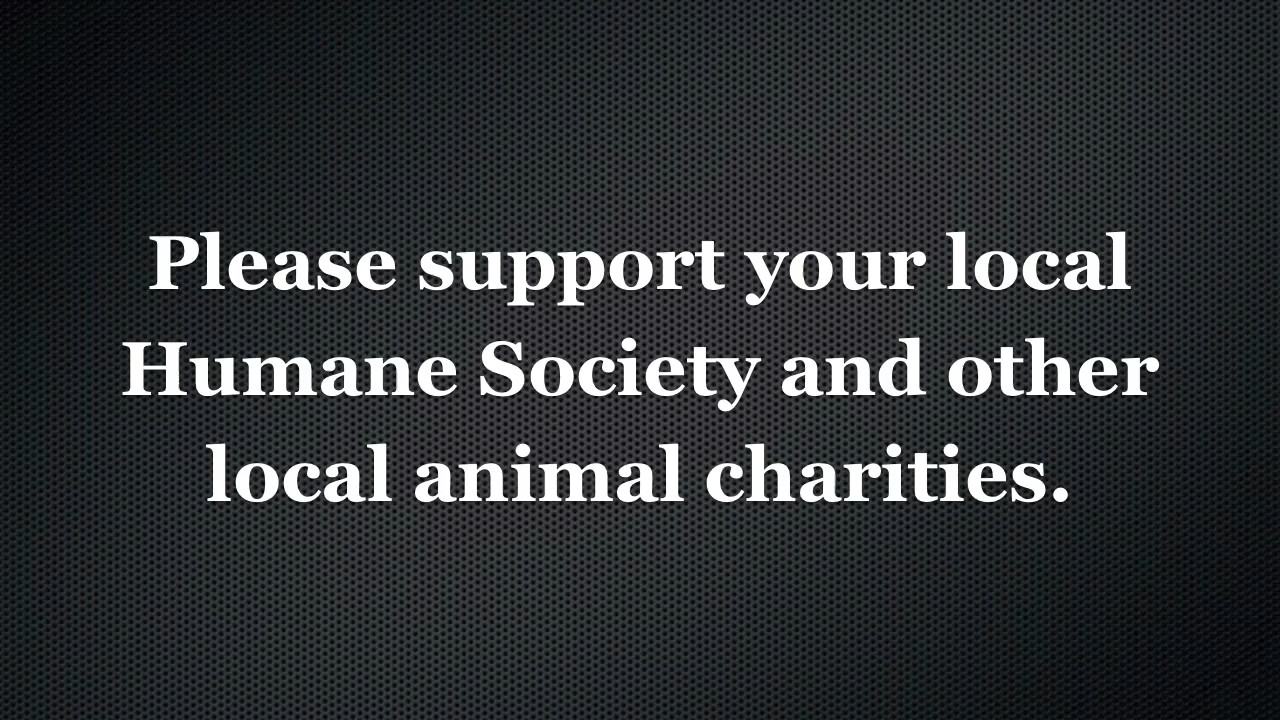 Please support your local
Humane Society and other
local animal charities.